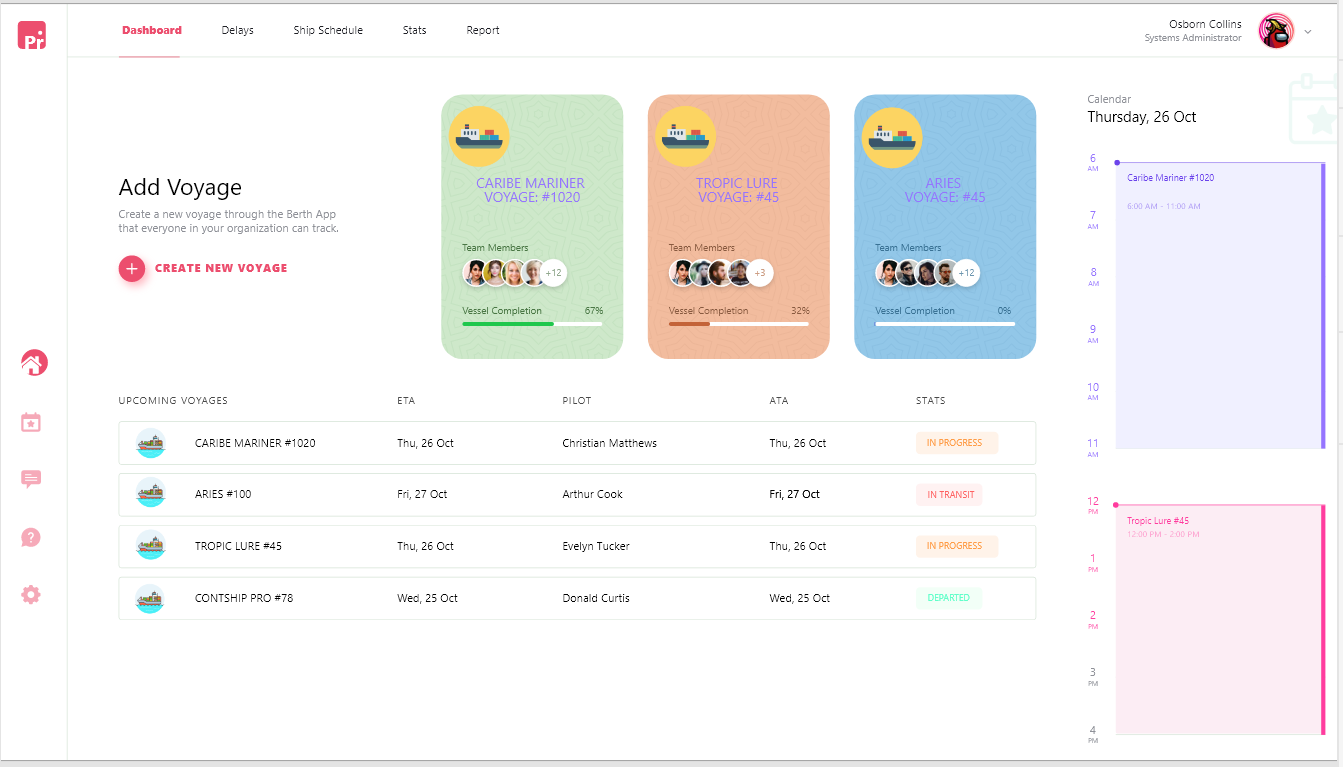 Pr
Dashboard Delays Ship Schedule Stats Report
Osborn Collins
Systems Administrator
Add Voyage
Create a new voyage through the Berth App
that everyone in your organization can track.
+ CREATE NEW VOYAGE
CARIBE MARINER
VOYAGE: #1020
Team Members
+12
Vessel Completion 67%
TROPIC LURE
VOYAGE: #45
Team Members
+3
Vessel Completion 32%
ARIES
VOYAGE: #45
Team Members
+12
Vessel Completion 0%
UPCOMING VOYAGES ETA PILOT ATA STATS
CARIBE MARINER #1020 Thu, 26 Oct Christian Matthews Thu, 26 Oct IN PROGRESS
ARIES #100 Fri, 27 Oct Arthur Cook Fri, 27 Oct IN TRANSIT
TROPIC LURE #45 Thu, 26 Oct Evelyn Tucker Thu, 26 Oct IN PROGRESS
CONTSHIP PRO #78 Wed, 25 Oct Donald Curtis Wed, 25 Oct DEPARTED
Calendar
Thursday, 26 Oct
6
AM
Caribe Mariner #1020
6:00 AM - 11:00 AM
7
AM
8
AM
9
AM
10
AM
11
AM
12
PM
Tropic Lure #45
12:00 PM - 2:00 PM
1
PM
2
PM
3
PM
4
PM